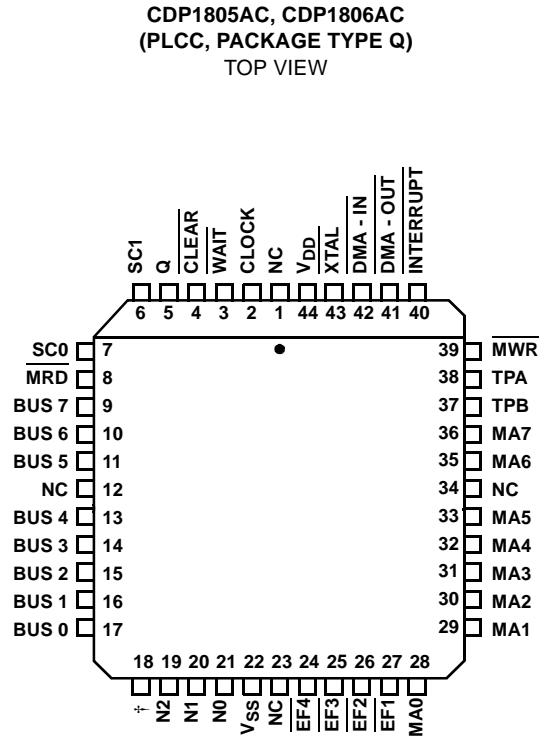 CDP1805AC, CDP1806AC
(PLCC, PACKAGE TYPE Q)
TOP VIEW
SC1
Q
CLEAR
WAIT
CLOCK
NC
VDD
XTAL
DMA - IN
DMA - OUT
INTERRUPT
6 5 4 3 2 1 44 43 42 41 40
SC0 7 39 MWR
MRD 8 38 TPA
BUS 7 9 37 TPB
BUS 6 10 36 MA7
BUS 5 11 35 MA6
NC 12 34 NC
BUS 4 13 33 MA5
BUS 3 14 32 MA4
BUS 2 15 31 MA3
BUS 1 16 30 MA2
BUS 0 17 29 MA1
18 19 20 21 22 23 24 25 26 27 28
†
N2
N1
N0
VSS
NC
EF4
EF3
EF2
EF1
MA0